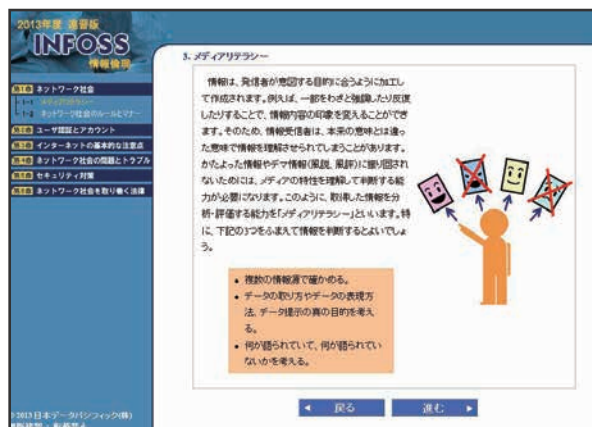 2013年度 速習版
INFOSS
情報倫理
第1章 ネットワーク社会
1-1 メディアリテラシー
1-2 ネットワーク社会のルールとマナー
第2章 ユーザ認証とアカウント
第3章 インターネットの基本的な注意点
第4章 ネットワーク社会の問題とトラブル
第5章 セキュリティ対策
ネットワーク社会を取り巻く法律
3. メディアリテラシー
情報は、発信者が意図する目的に合うように加工し
て作成されます。例えば、一部をわざと強調したり反復
したりすることで、情報内容の印象を変えることができ
ます。そのため、情報受信者は、本来の意味とは違っ
た意味で情報を理解させられてしまうことがあります。
かたよった情報やデマ情報(風説、風評)に振り回され
ないためには、メディアの特性を理解して判断する能
力が必要になります。このように、取得した情報を分
析・評価する能力を「メディアリテラシー」といいます。特
に、下記の3つをふまえて情報を判断するとよいでしょ
う。
• 複数の情報源で確かめる。
• データの取り方やデータの表現方
法、データ提示の真の目的を考え
る。
• 何が語られていて、何が語られてい
ないかを考える。
戻る
進む
©2013 日本データパシフィック(株)